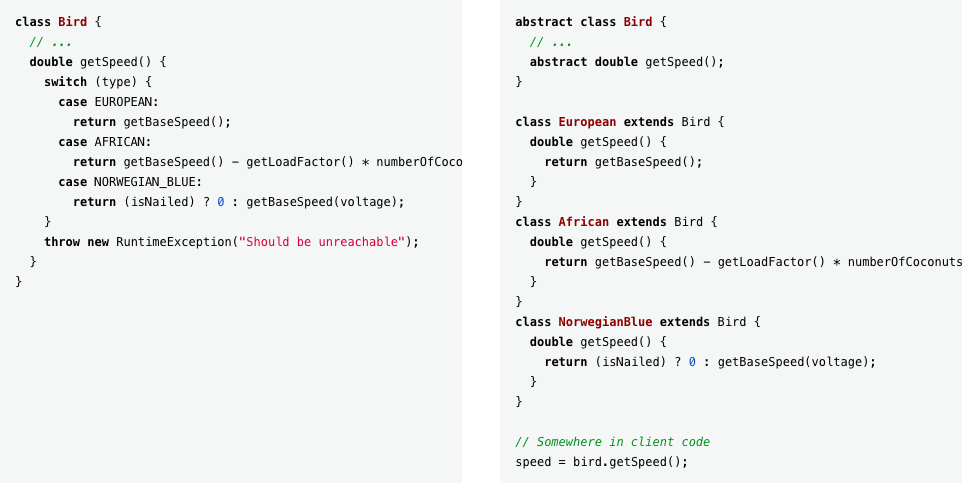 class Bird {
  // ...
  double getSpeed() {
    switch (type) {
      case EUROPEAN:
        return getBaseSpeed();
      case AFRICAN:
        return getBaseSpeed() - getLoadFactor() * numberOfCoco
      case NORWEGIAN_BLUE:
        return (isNailed) ? 0 : getBaseSpeed(voltage);
    }
    throw new RuntimeException("Should be unreachable");
  }
}
abstract class Bird {
  // ...
  abstract double getSpeed();
}
class European extends Bird {
  double getSpeed() {
    return getBaseSpeed();
  }
}
class African extends Bird {
  double getSpeed() {
    return getBaseSpeed() - getLoadFactor() * numberOfCoconuts
  }
}
class NorwegianBlue extends Bird {
  double getSpeed() {
    return (isNailed) ? 0 : getBaseSpeed(voltage);
  }
}
// Somewhere in client code
speed = bird.getSpeed();